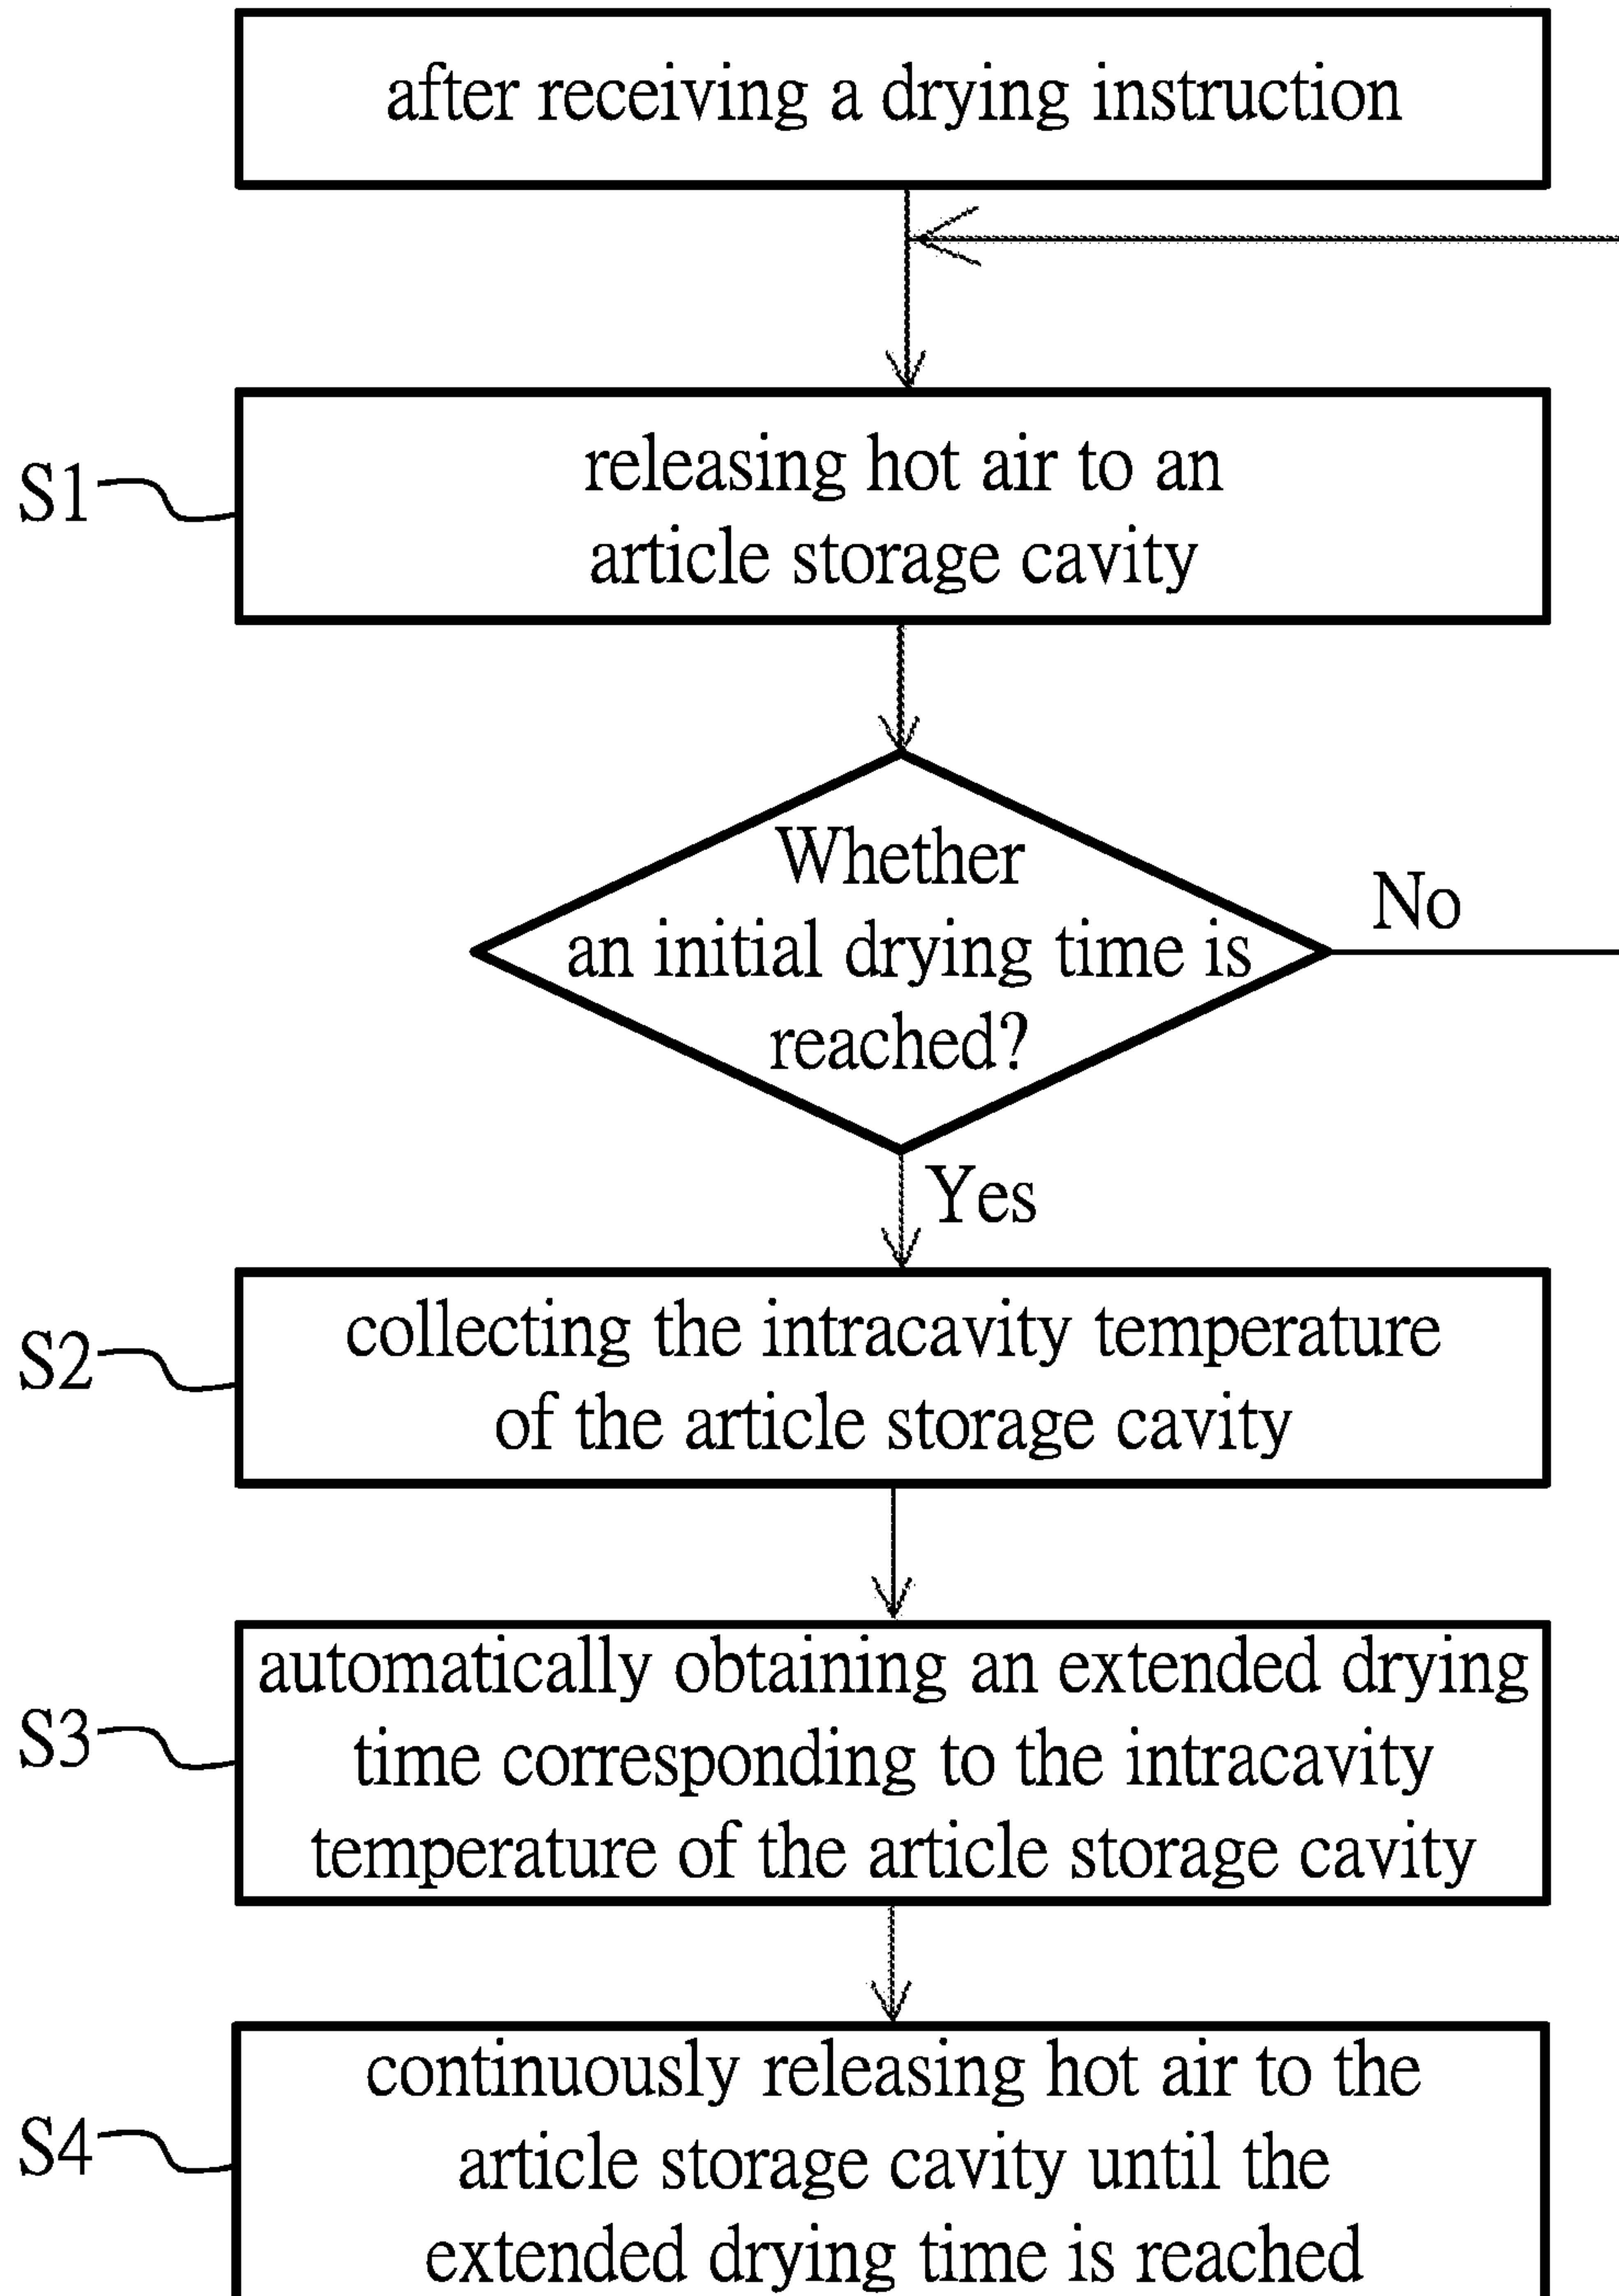 after receiving a drying instruction
S1
releasing hot air to an
article storage cavity
Whether
an initial drying time is
reached?
No
Yes
S2
collecting the intracavity temperature
of the article storage cavity
S3
automatically obtaining an extended drying
time corresponding to the intracavity
temperature of the article storage cavity
S4
continuously releasing hot air to the
article storage cavity until the
extended drying time is reached